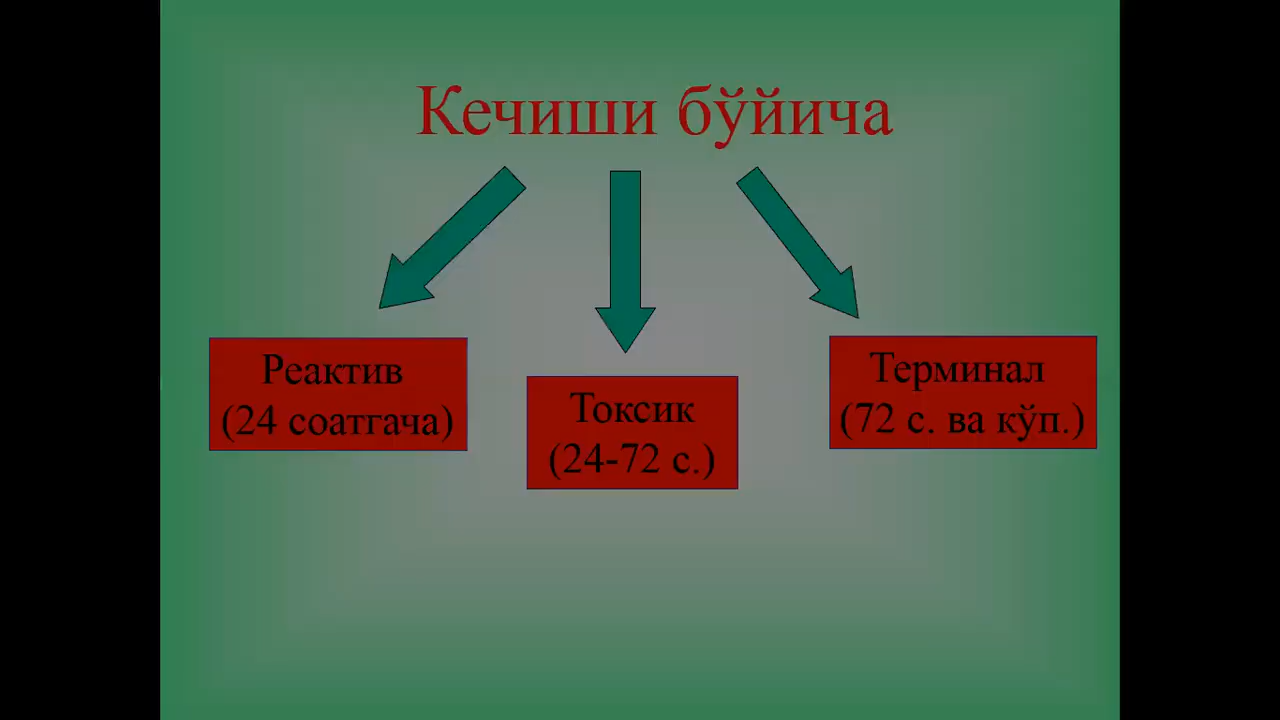 Кечиши бўйича
Реактив
(24 соатгача)
Токсик
(24-72 с.)
Терминал
(72 с. ва кўп.)